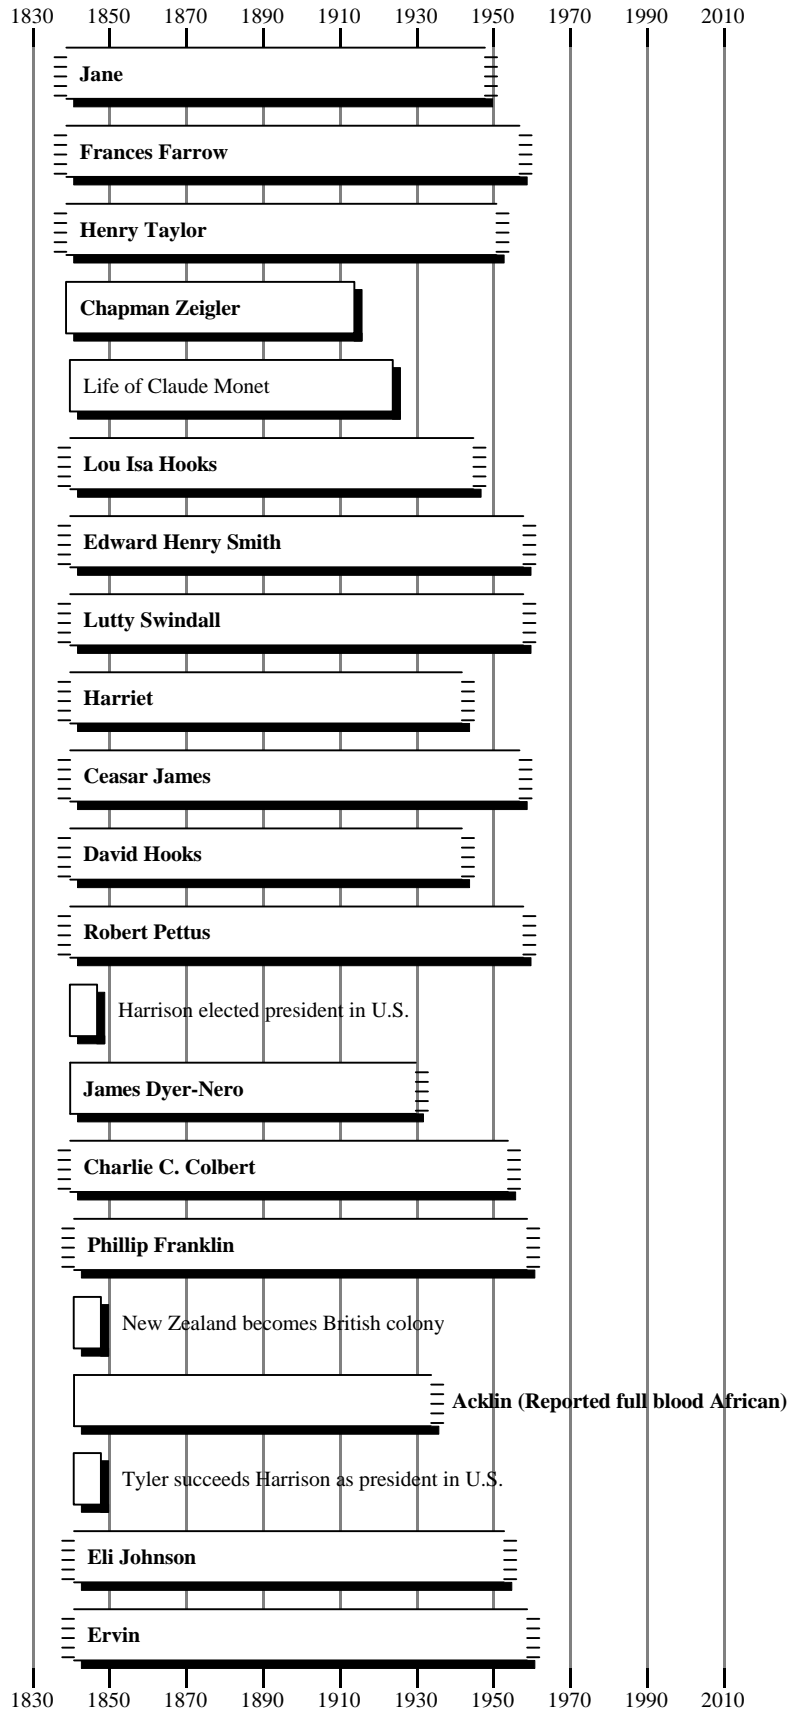 1830 1850 1870 1890 1910 1930 1950 1970 1990 2010
Jane
Frances Farrow
Henry Taylor
Chapman Zeigler
Life of Claude Monet
Lou Isa Hooks
Edward Henry Smith
Lutty Swindall
Harriet
Ceasar James
David Hooks
Robert Pettus
Harrison elected president in U.S.
James Dyer-Nero
Charlie C. Colbert
Phillip Franklin
New Zealand becomes British colony
Acklin (Reported full blood African)
Tyler succeeds Harrison as president in U.S.
Eli Johnson
Ervin
1830 1850 1870 1890 1910 1930 1950 1970 1990 2010